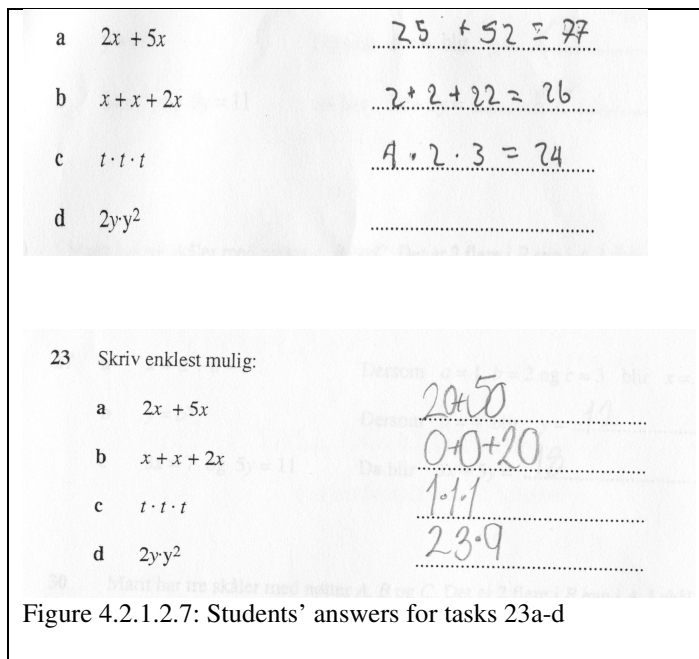 a 2x + 5x 25 + 52 = 77
b x + x + 2x 2 + 2 + 22 = 26
c t·t·t 4 · 2 · 3 = 24
d 2y·y²
23 Skriv enklest mulig:
a 2x + 5x 20+50
b x + x + 2x 0+0+20
c t·t·t 1·1·1
d 2y·y² 23·9
Figure 4.2.1.2.7: Students' answers for tasks 23a-d